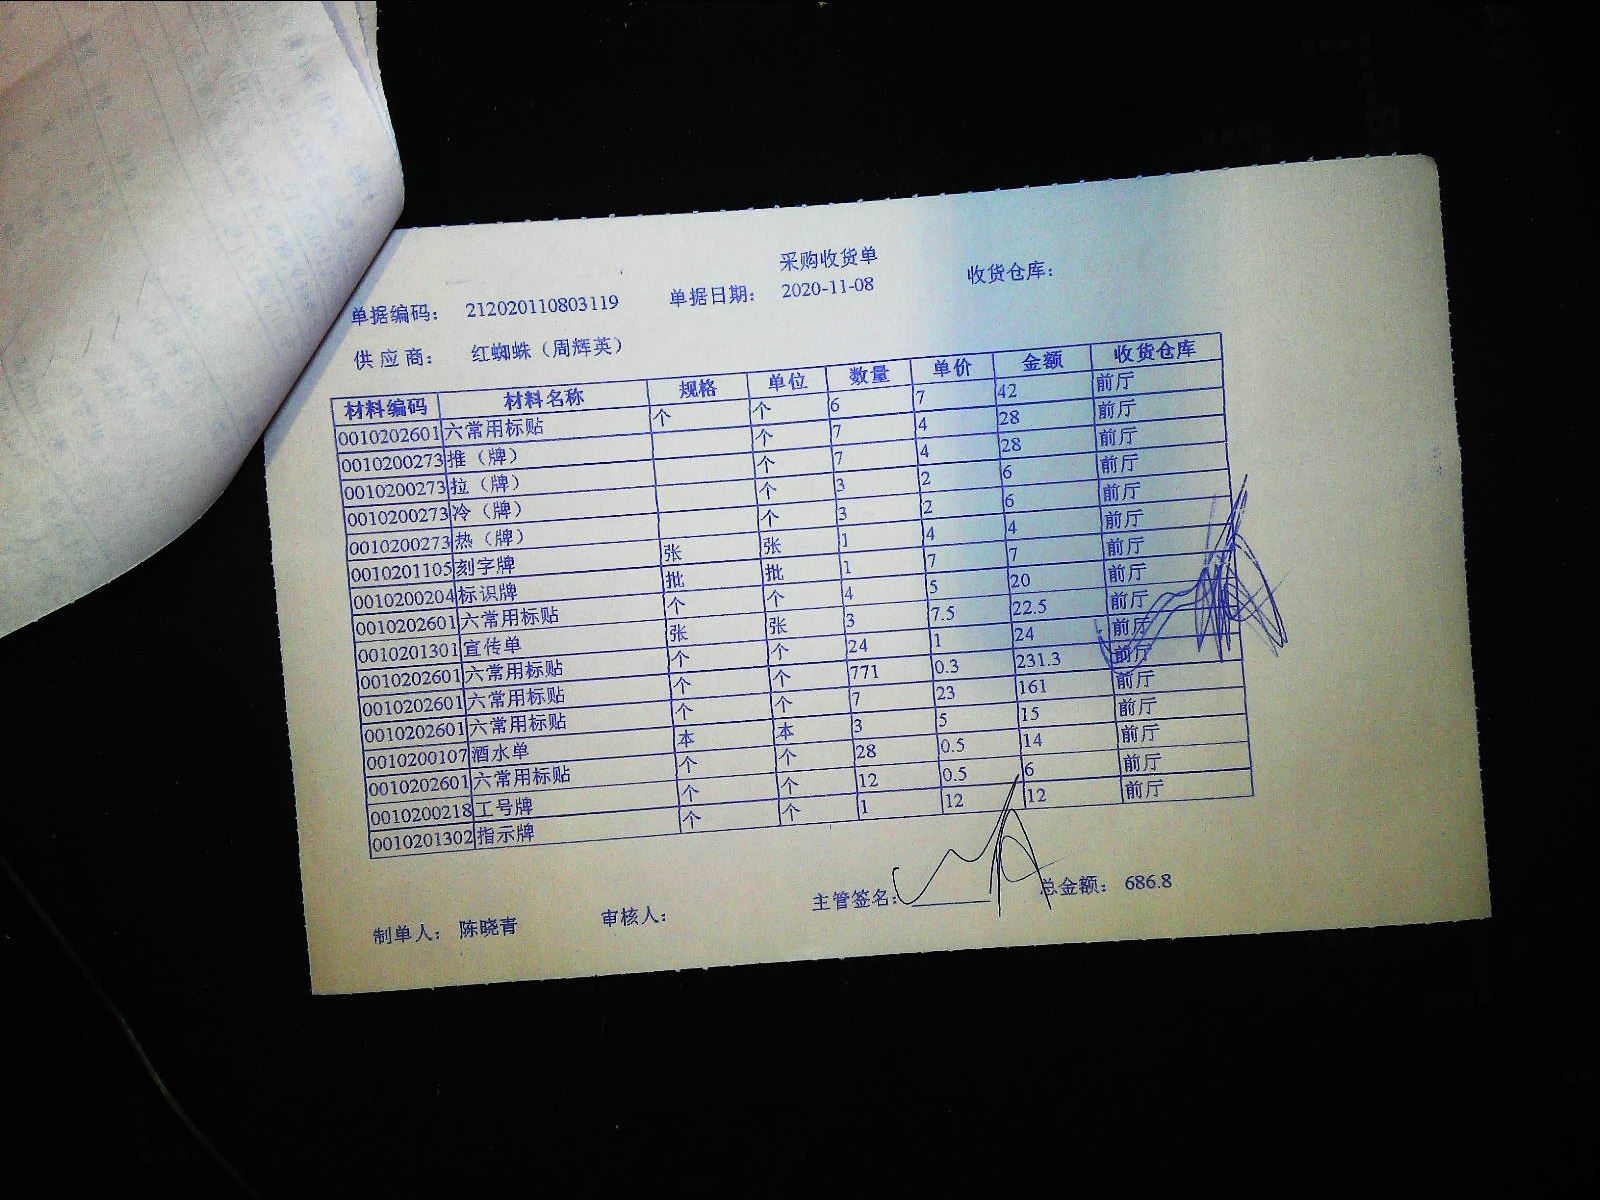 采购收货单
单据编码： 212020110803119 单据日期： 2020-11-08 收货仓库：
供 应 商： 红蜘蛛（周辉英）
材料编码 材料名称 规格 单位 数量 单价 金额 收货仓库
0010202601 六常用标贴 个 个 6 7 42 前厅
0010200273 推（牌） 个 7 4 28 前厅
0010200273 拉（牌） 个 7 4 28 前厅
0010200273 冷（牌） 个 3 2 6 前厅
0010200273 热（牌） 个 3 2 6 前厅
0010201105 刻字牌 张 张 1 4 4 前厅
0010200204 标识牌 批 批 1 7 7 前厅
0010202601 六常用标贴 个 个 4 5 20 前厅
0010201301 宣传单 张 张 3 7.5 22.5 前厅
0010202601 六常用标贴 个 个 24 1 24 前厅
0010202601 六常用标贴 个 个 771 0.3 231.3 前厅
0010202601 六常用标贴 个 个 7 23 161 前厅
0010200107 酒水单 本 本 3 5 15 前厅
0010202601 六常用标贴 个 个 28 0.5 14 前厅
0010200218 工号牌 个 个 12 0.5 6 前厅
0010201302 指示牌 个 个 1 12 12 前厅
制单人： 陈晓青 审核人： 主管签名： 总金额： 686.8